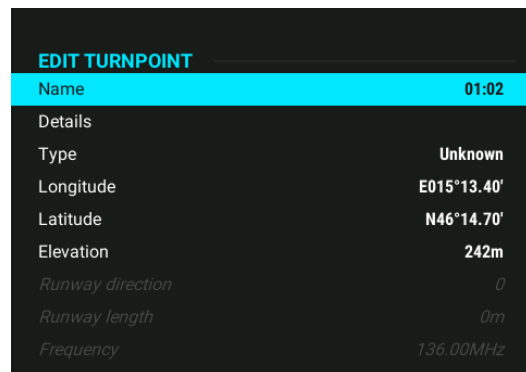 EDIT TURNPOINT
Name 01:02
Details
Type Unknown
Longitude E015°13.40'
Latitude N46°14.70'
Elevation 242m
Runway direction 0
Runway length 0m
Frequency 136.00MHz